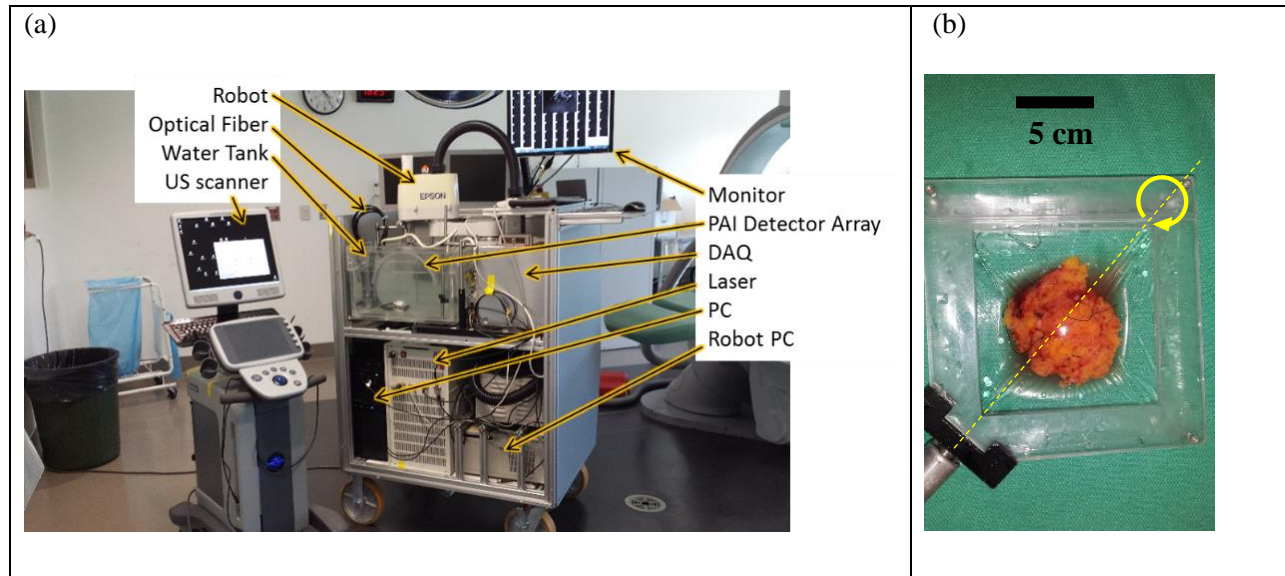 (a)
Robot
Optical Fiber
Water Tank
US scanner
EPSON
Monitor
PAI Detector Array
DAQ
Laser
PC
Robot PC
(b)
5 cm